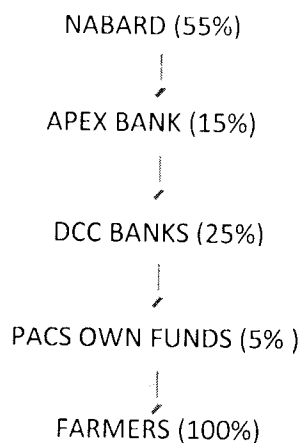 NABARD (55%)
APEX BANK (15%)
DCC BANKS (25%)
PACS OWN FUNDS (5% )
FARMERS (100%)